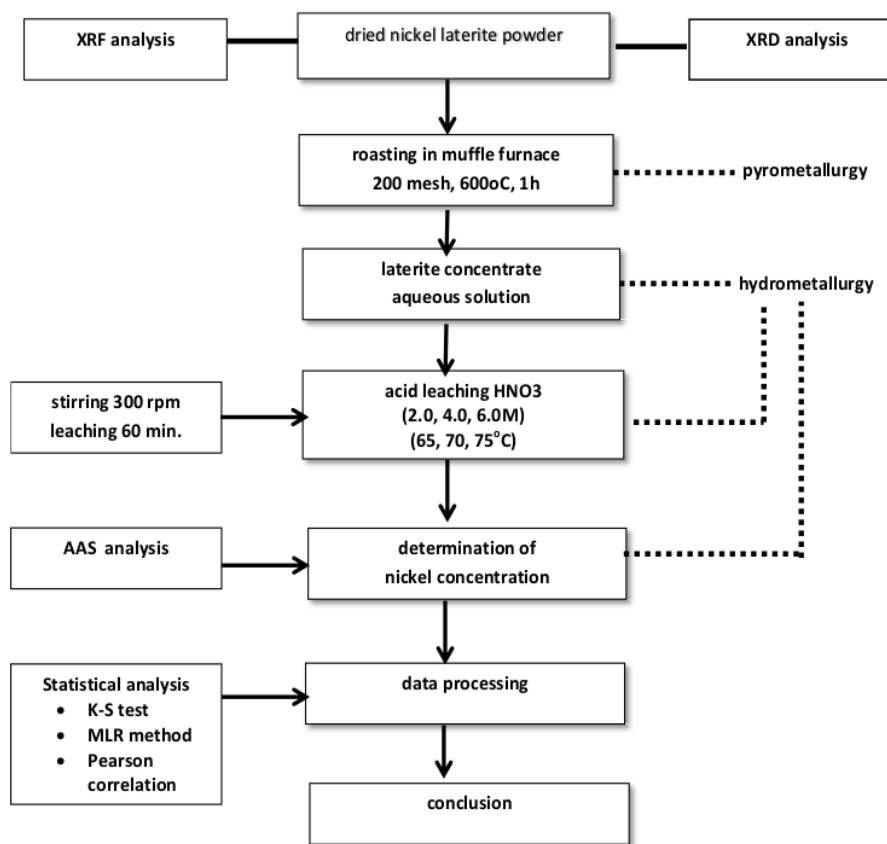 XRF analysis
dried nickel laterite powder
XRD analysis
roasting in muffle furnace
200 mesh, 600oC, 1h
pyrometallurgy
laterite concentrate
aqueous solution
hydrometallurgy
stirring 300 rpm
leaching 60 min.
acid leaching HNO3
(2.0, 4.0, 6.0M)
(65, 70, 75°C)
AAS analysis
determination of
nickel concentration
Statistical analysis
• K-S test
• MLR method
• Pearson
correlation
data processing
conclusion